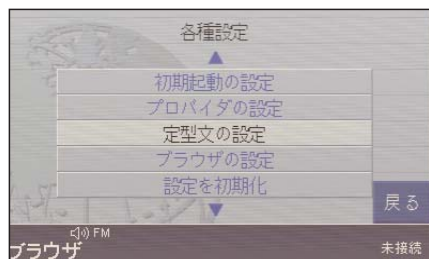 各種設定
初期起動の設定
プロバイダの設定
定型文の設定
ブラウザの設定
設定を初期化
戻る
FM
ブラウザ
未接続